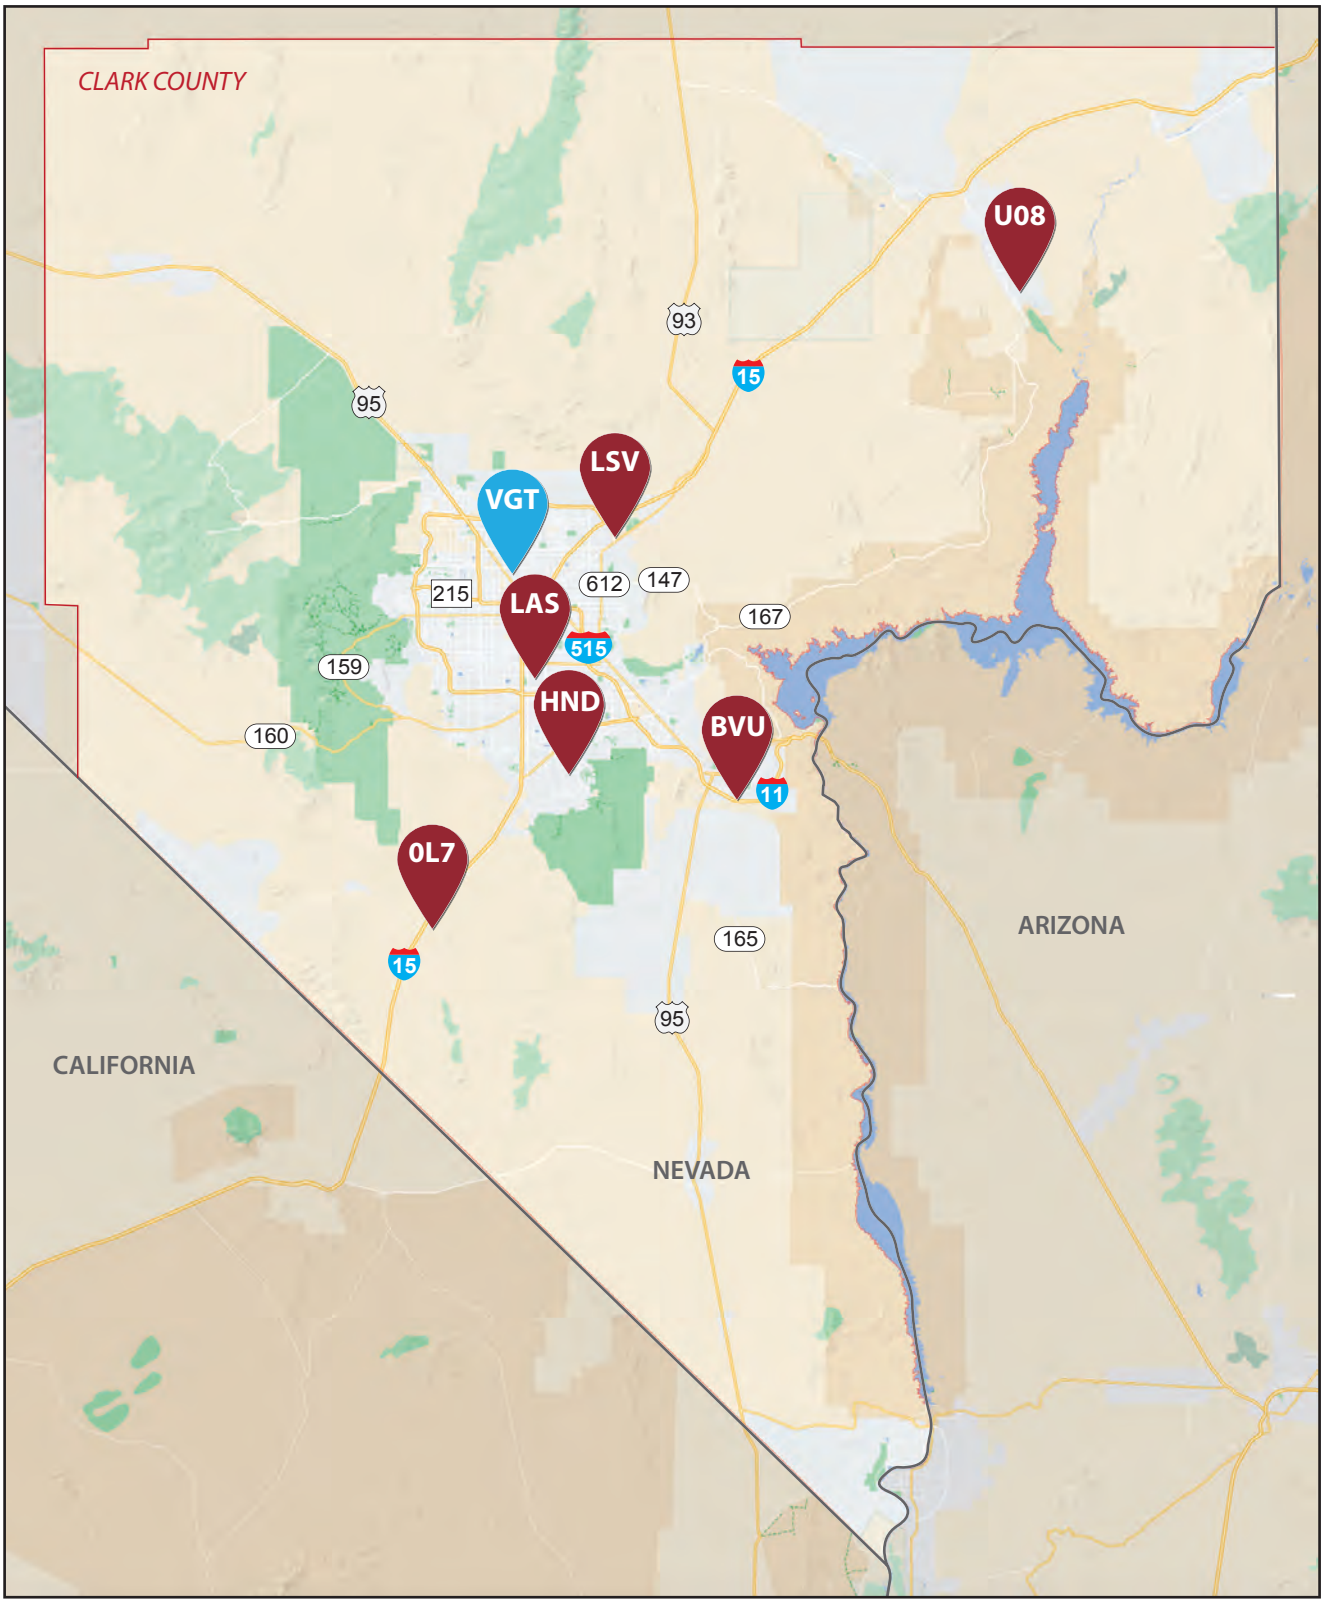 CLARK COUNTY
U08
93
15
95
LSV
VGT
215
612
147
LAS
167
515
159
HND
BVU
160
11
0L7
165
ARIZONA
15
95
CALIFORNIA
NEVADA